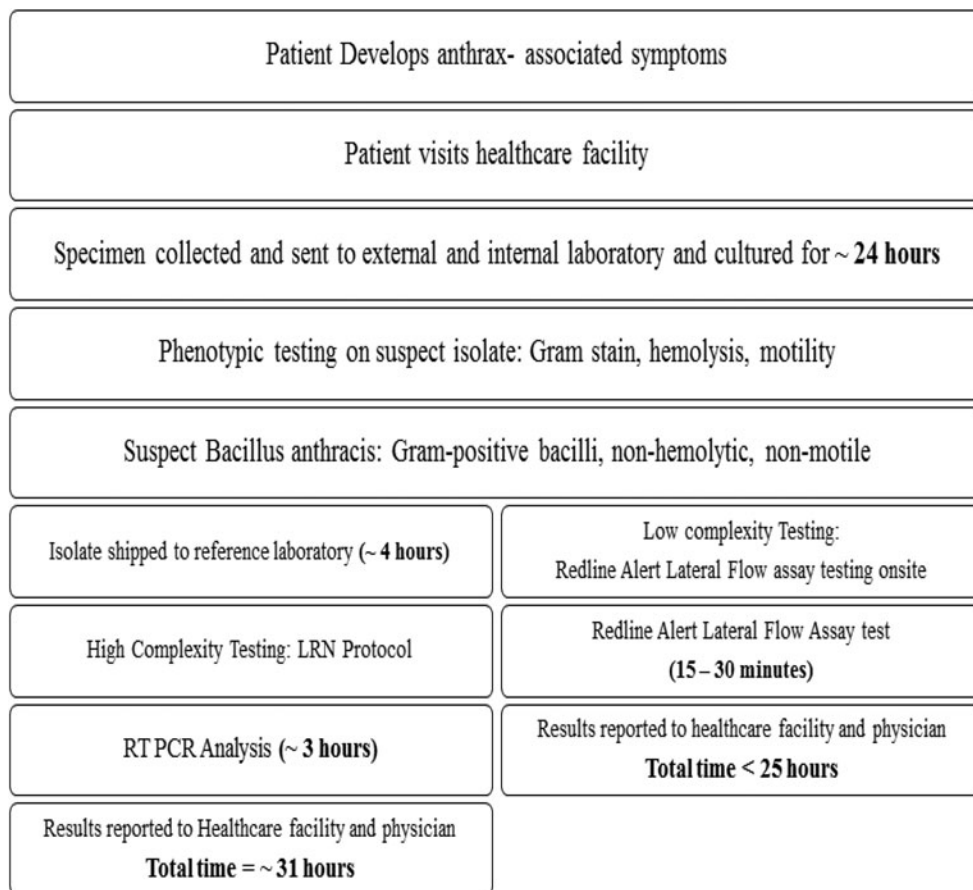 Patient Develops anthrax- associated symptoms
Patient visits healthcare facility
Specimen collected and sent to external and internal laboratory and cultured for ~ 24 hours
Phenotypic testing on suspect isolate: Gram stain, hemolysis, motility
Suspect Bacillus anthracis: Gram-positive bacilli, non-hemolytic, non-motile
Isolate shipped to reference laboratory (~ 4 hours)
High Complexity Testing: LRN Protocol
RT PCR Analysis (~ 3 hours)
Results reported to Healthcare facility and physician
Total time = ~ 31 hours
Low complexity Testing:
Redline Alert Lateral Flow assay testing onsite
Redline Alert Lateral Flow Assay test
(15 – 30 minutes)
Results reported to healthcare facility and physician
Total time < 25 hours